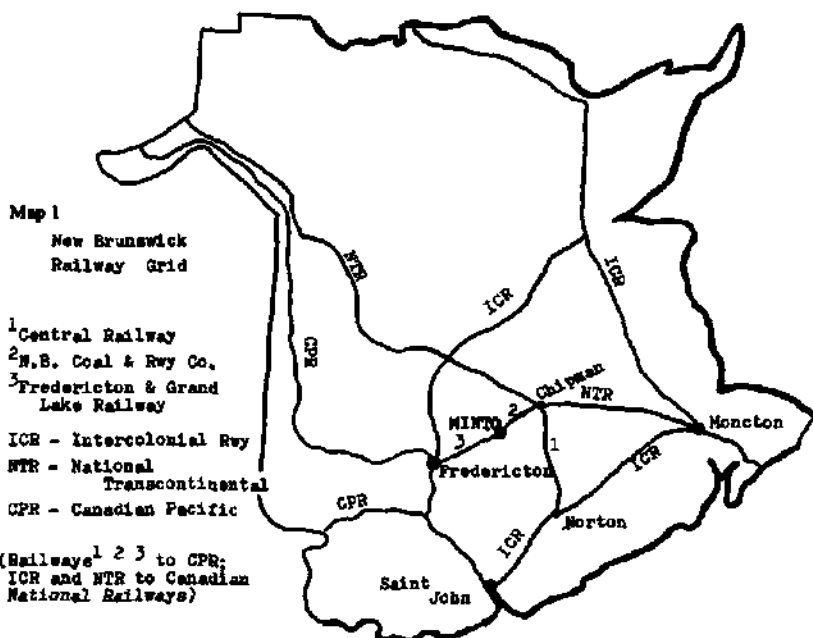 Map 1
New Brunswick
Railway Grid
¹Central Railway
²N.B. Coal & Rwy Co.
³Fredericton & Grand
Lake Railway
ICR - Intercolonial Rwy
NTR - National
Transcontinental
CPR - Canadian Pacific
(Railways¹ ² ³ to CPR;
ICR and NTR to Canadian
National Railways)
NTR
ICR
ICR
CPR
Chipman
2
NTR
MINTO
Moncton
3
1
Fredericton
ICR
CPR
Norton
ICR
Saint
John